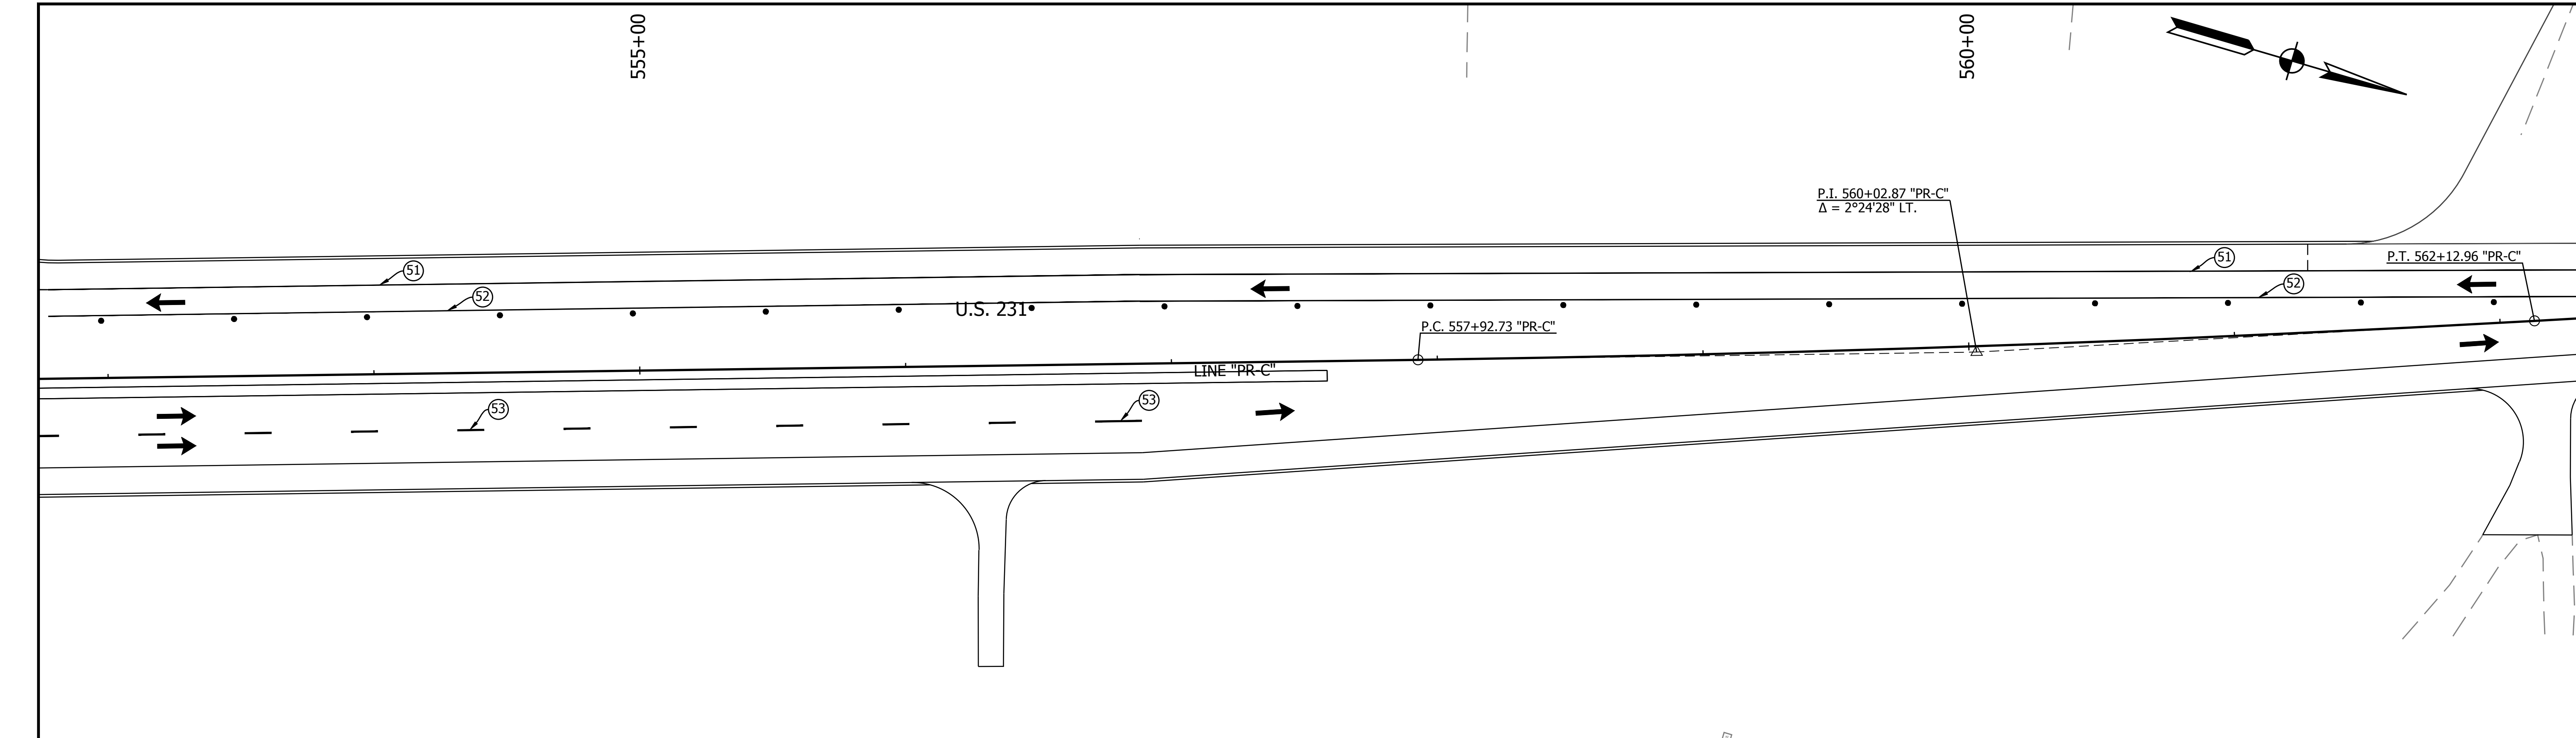 555+00
560+00
P.I. 560+02.87 "PR-C"
Δ = 2°24'28" LT.
51
51
P.T. 562+12.96 "PR-C"
52
52
U.S. 231
P.C. 557+92.73 "PR-C"
LINE "PR-C"
53
53